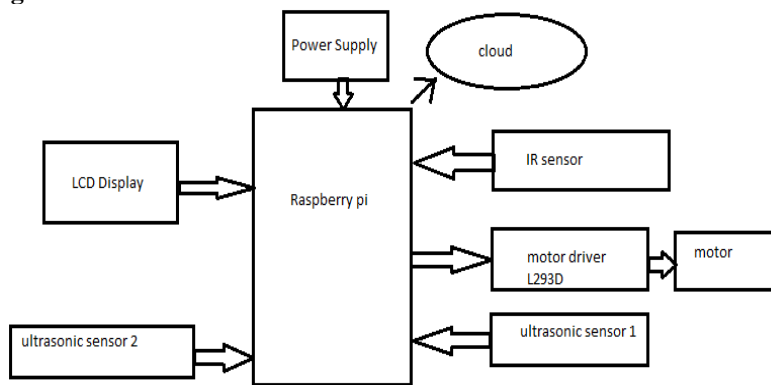 g
Power Supply
cloud
LCD Display
Raspberry pi
IR sensor
motor driver
L293D
motor
ultrasonic sensor 2
ultrasonic sensor 1